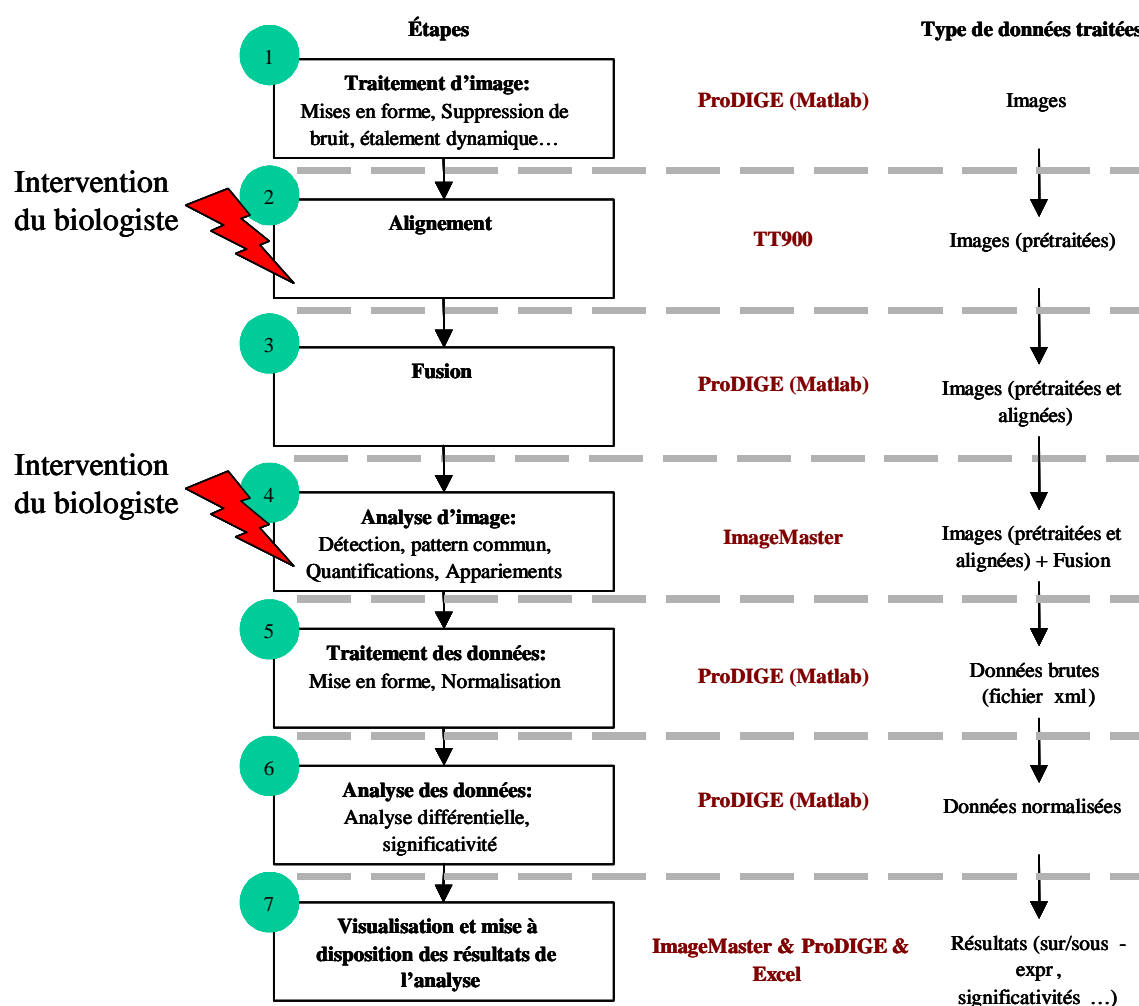 Étapes
Type de données traitées
1
Traitement d'image:
Mises en forme, Suppression de
bruit, étalement dynamique…
ProDIGE (Matlab)
Images
Intervention
du biologiste
2
Alignement
TT900
Images (prétraitées)
3
Fusion
ProDIGE (Matlab)
Images (prétraitées et
alignées)
Intervention
du biologiste
4
Analyse d'image:
Détection, pattern commun,
Quantifications, Appariements
ImageMaster
Images (prétraitées et
alignées) + Fusion
5
Traitement des données:
Mise en forme, Normalisation
ProDIGE (Matlab)
Données brutes
(fichier xml)
6
Analyse des données:
Analyse différentielle,
significativité
ProDIGE (Matlab)
Données normalisées
7
Visualisation et mise à
disposition des résultats de
l'analyse
ImageMaster & ProDIGE &
Excel
Résultats (sur/sous -
expr,
significativités …)